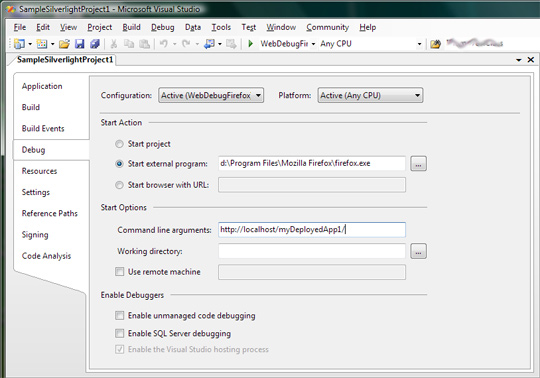 SampleSilverlightProject1 - Microsoft Visual Studio
File Edit View Project Build Debug Data Tools Window Community Help
WebDebugFir Any CPU
SampleSilverlightProject1
Application
Build
Build Events
Debug
Resources
Settings
Reference Paths
Signing
Code Analysis
Configuration: Active (WebDebugFirefox) Platform: Active (Any CPU)
Start Action
Start project
Start external program: d:\Program Files\Mozilla Firefox\firefox.exe ...
Start browser with URL:
Start Options
Command line arguments: http://localhost/myDeployedApp1/
Working directory: ...
Use remote machine
Enable Debuggers
Enable unmanaged code debugging
Enable SQL Server debugging
Enable the Visual Studio hosting process